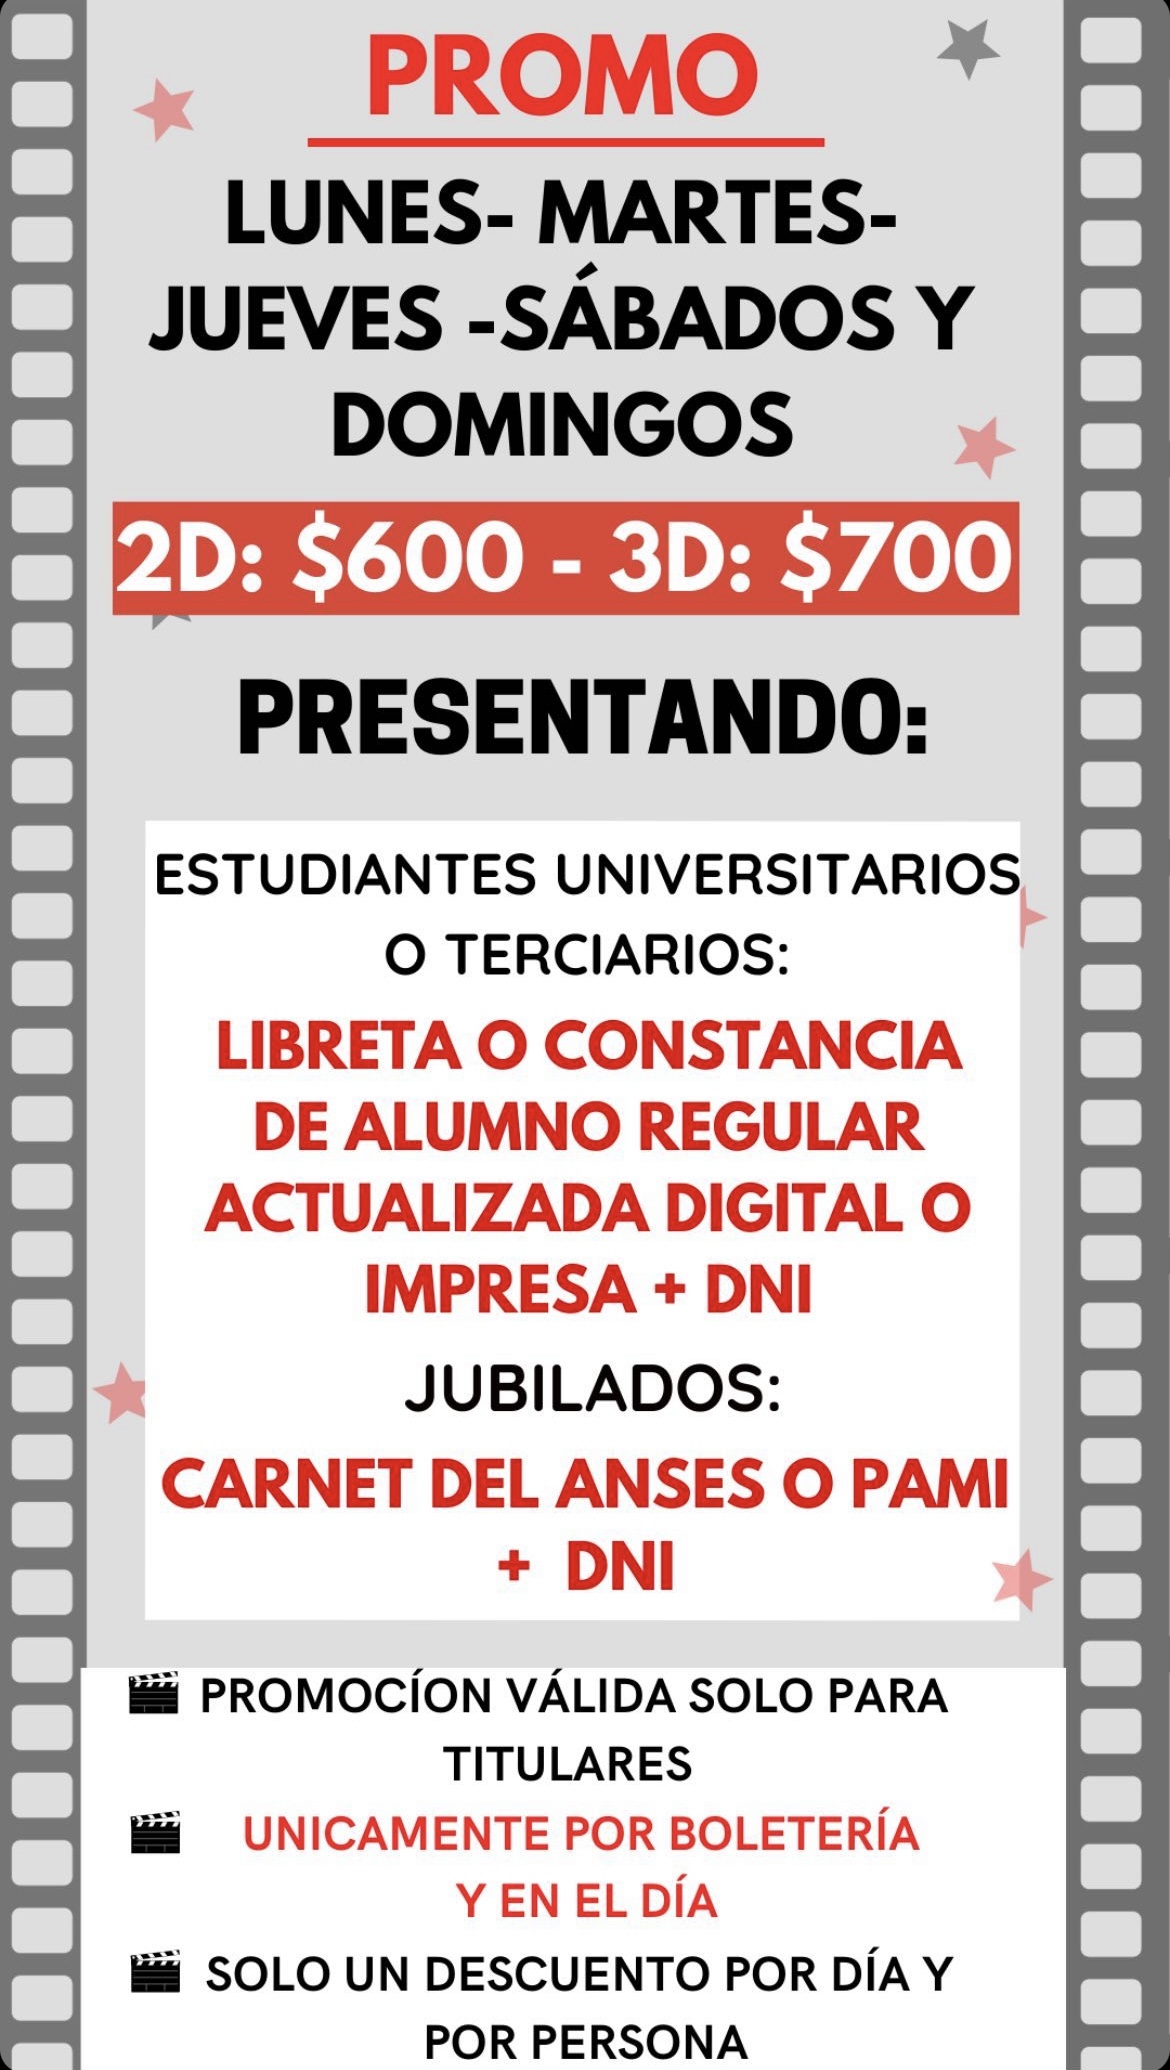 PROMO
LUNES- MARTES-
JUEVES -SÁBADOS Y
DOMINGOS
2D: $600 - 3D: $700
PRESENTANDO:
ESTUDIANTES UNIVERSITARIOS
O TERCIARIOS:
LIBRETA O CONSTANCIA
DE ALUMNO REGULAR
ACTUALIZADA DIGITAL O
IMPRESA + DNI
JUBILADOS:
CARNET DEL ANSES O PAMI
+ DNI
PROMOCÍON VÁLIDA SOLO PARA
TITULARES
UNICAMENTE POR BOLETERÍA
Y EN EL DÍA
SOLO UN DESCUENTO POR DÍA Y
POR PERSONA